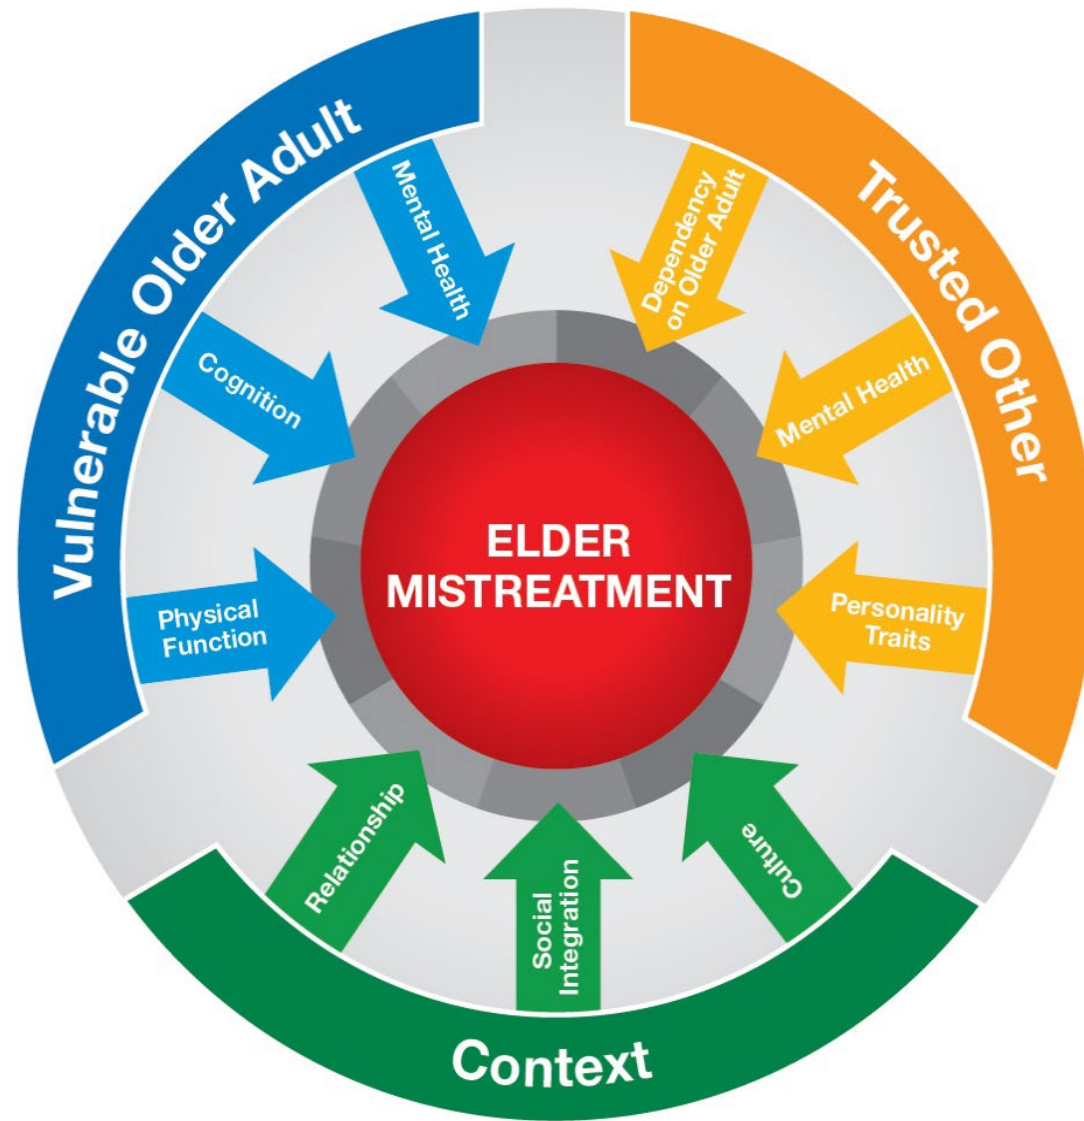 Vulnerable Older Adult
Mental Health
Cognition
Physical
Function
Trusted Other
Dependency
on Older Adult
Mental Health
Personality
Traits
ELDER
MISTREATMENT
Relationship
Social
Integration
Culture
Context